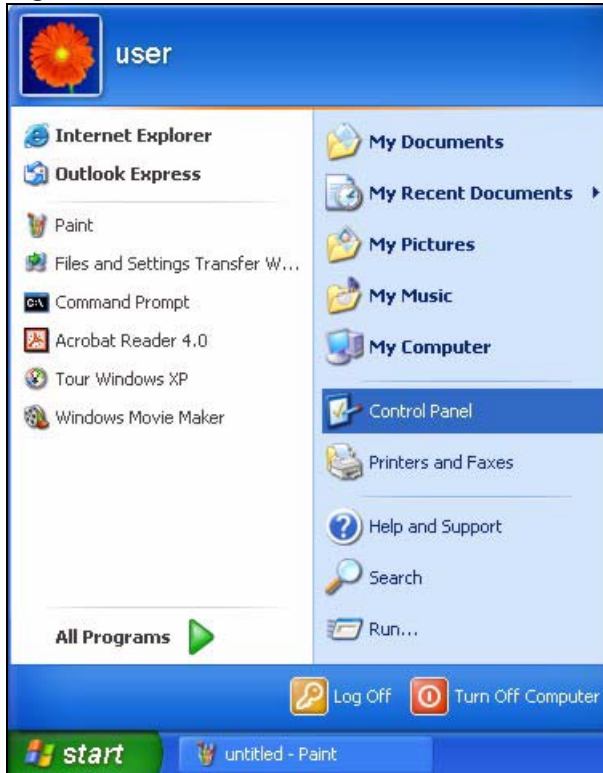 user
Internet Explorer
Outlook Express
Paint
Files and Settings Transfer W...
Command Prompt
Acrobat Reader 4.0
Tour Windows XP
Windows Movie Maker
All Programs
My Documents
My Recent Documents
My Pictures
My Music
My Computer
Control Panel
Printers and Faxes
Help and Support
Search
Run...
Log Off
Turn Off Computer
start
untitled - Paint